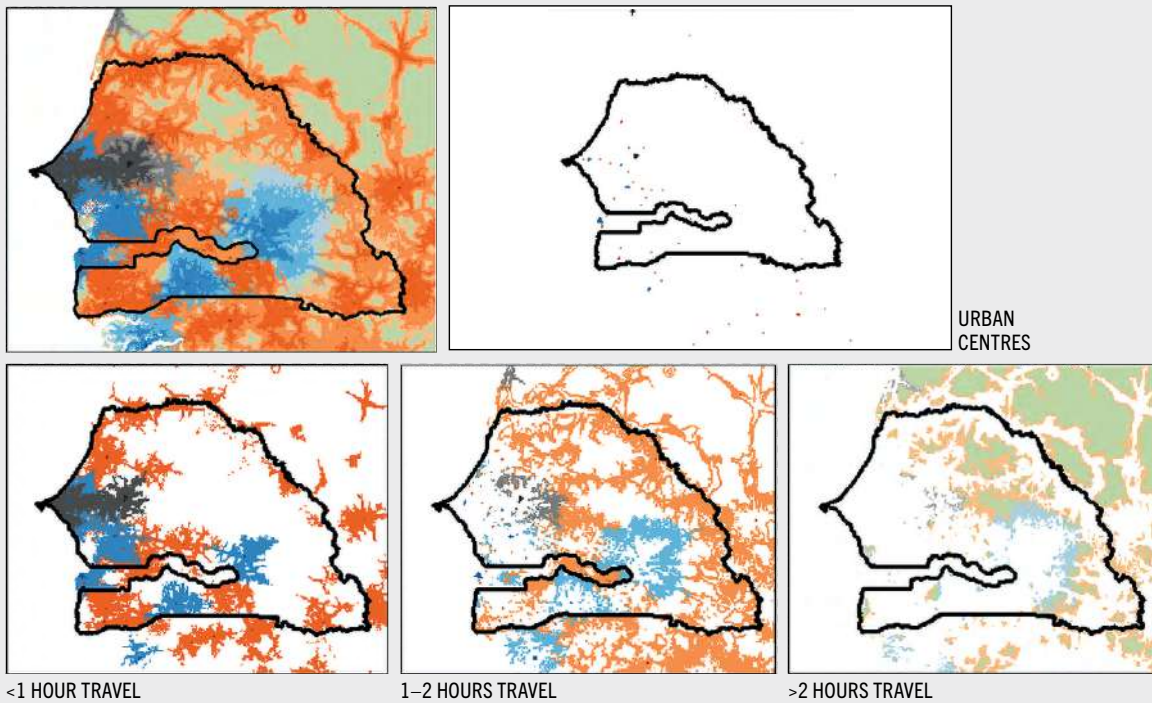 URBAN
CENTRES
<1 HOUR TRAVEL
1–2 HOURS TRAVEL
>2 HOURS TRAVEL